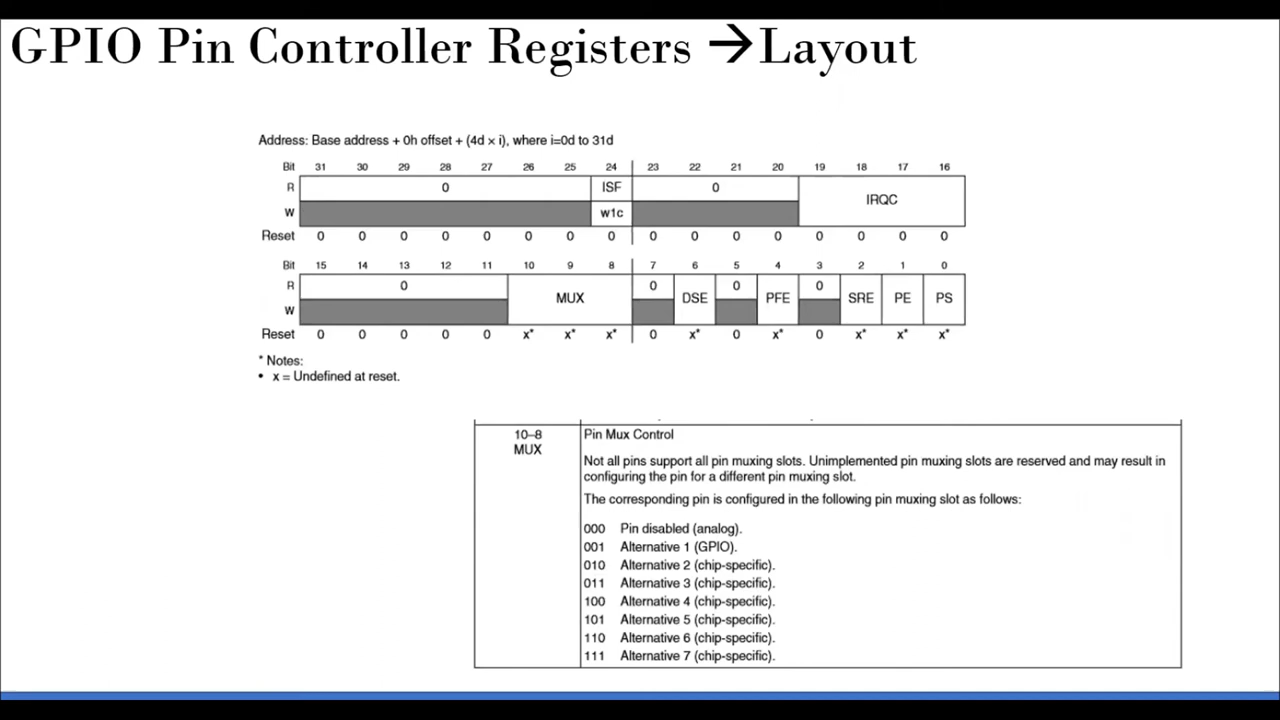 GPIO Pin Controller Registers →Layout
Address: Base address + 0h offset + (4d × i), where i=0d to 31d
Bit 31 30 29 28 27 26 25 24 23 22 21 20 19 18 17 16
R 0 ISF 0 IRQC
W w1c
Reset 0 0 0 0 0 0 0 0 0 0 0 0 0 0 0 0
Bit 15 14 13 12 11 10 9 8 7 6 5 4 3 2 1 0
R 0 MUX 0 DSE 0 PFE 0 SRE PE PS
W
Reset 0 0 0 0 0 x* x* x* 0 x* 0 x* 0 x* x* x*
* Notes:
• x = Undefined at reset.
10–8 Pin Mux Control
MUX
Not all pins support all pin muxing slots. Unimplemented pin muxing slots are reserved and may result in
configuring the pin for a different pin muxing slot.
The corresponding pin is configured in the following pin muxing slot as follows:
000 Pin disabled (analog).
001 Alternative 1 (GPIO).
010 Alternative 2 (chip-specific).
011 Alternative 3 (chip-specific).
100 Alternative 4 (chip-specific).
101 Alternative 5 (chip-specific).
110 Alternative 6 (chip-specific).
111 Alternative 7 (chip-specific).